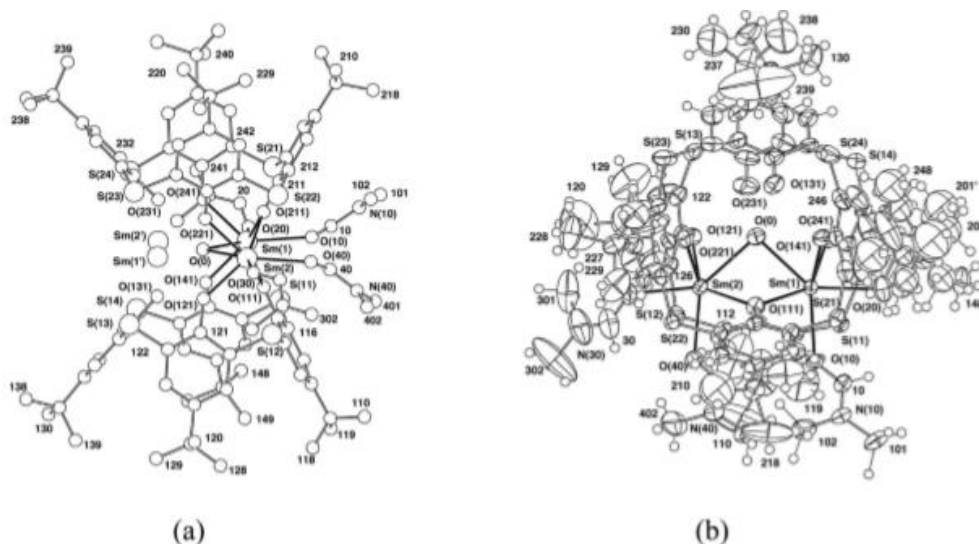 239
240
210
220
229
218
238
242
232
S(21)
241
212
S(24)
211
102
S(23)
S(22)
101
O(241)
20
O(231)
O(211)
N(10)
O(221)
O(20)
10
Sm(2')
Sm(1)
O(10)
O(0)
O(40)
Sm(1')
Sm(2)
40
O(141)
O(30)
N(40)
O(131)
S(11)
O(111)
401
S(14)
O(121)
402
302
S(13)
121
116
122
S(12)
138
148
110
130
149
119
139
120
118
129
128
(a)
230
238
237
130
239
S(13)
S(23)
S(24)
S(14)
129
248
120
122
O(131)
201'
O(231)
246
O(0)
O(241)
228
O(121)
O(221)
O(141)
227
229
126
Sm(2)
Sm(1)
301
O(111)
S(21)
O(20)
S(12)
112
S(22)
S(11)
N(30)
30
O(40)
O(10)
302
210
10
119
402
N(10)
N(40)
102
110
101
218
(b)